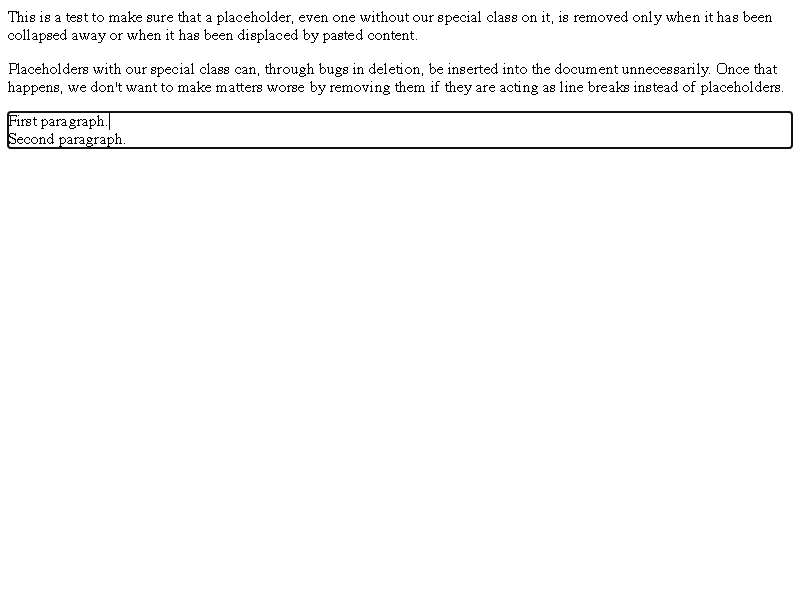 This is a test to make sure that a placeholder, even one without our special class on it, is removed only when it has been
collapsed away or when it has been displaced by pasted content.
Placeholders with our special class can, through bugs in deletion, be inserted into the document unnecessarily. Once that
happens, we don't want to make matters worse by removing them if they are acting as line breaks instead of placeholders.
First paragraph.
Second paragraph.